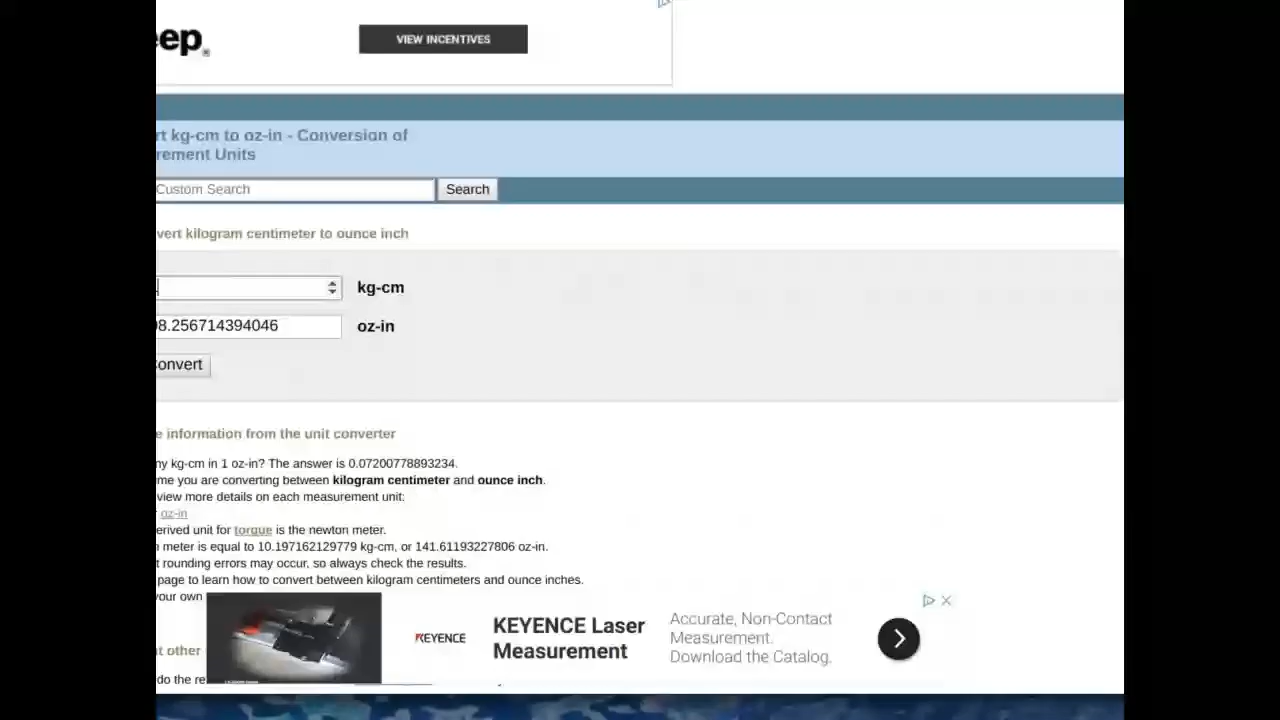 eep®
VIEW INCENTIVES
rt kg-cm to oz-in - Conversion of
rement Units
Custom Search
Search
vert kilogram centimeter to ounce inch
kg-cm
8.256714394046
oz-in
Convert
e information from the unit converter
ny kg-cm in 1 oz-in? The answer is 0.07200778893234.
me you are converting between kilogram centimeter and ounce inch.
view more details on each measurement unit:
oz-in
erived unit for torque is the newton meter.
n meter is equal to 10.197162129779 kg-cm, or 141.61193227806 oz-in.
t rounding errors may occur, so always check the results.
page to learn how to convert between kilogram centimeters and ounce inches.
your own
KEYENCE
KEYENCE Laser
Measurement
Accurate, Non-Contact
Measurement.
Download the Catalog.
t other
do the re